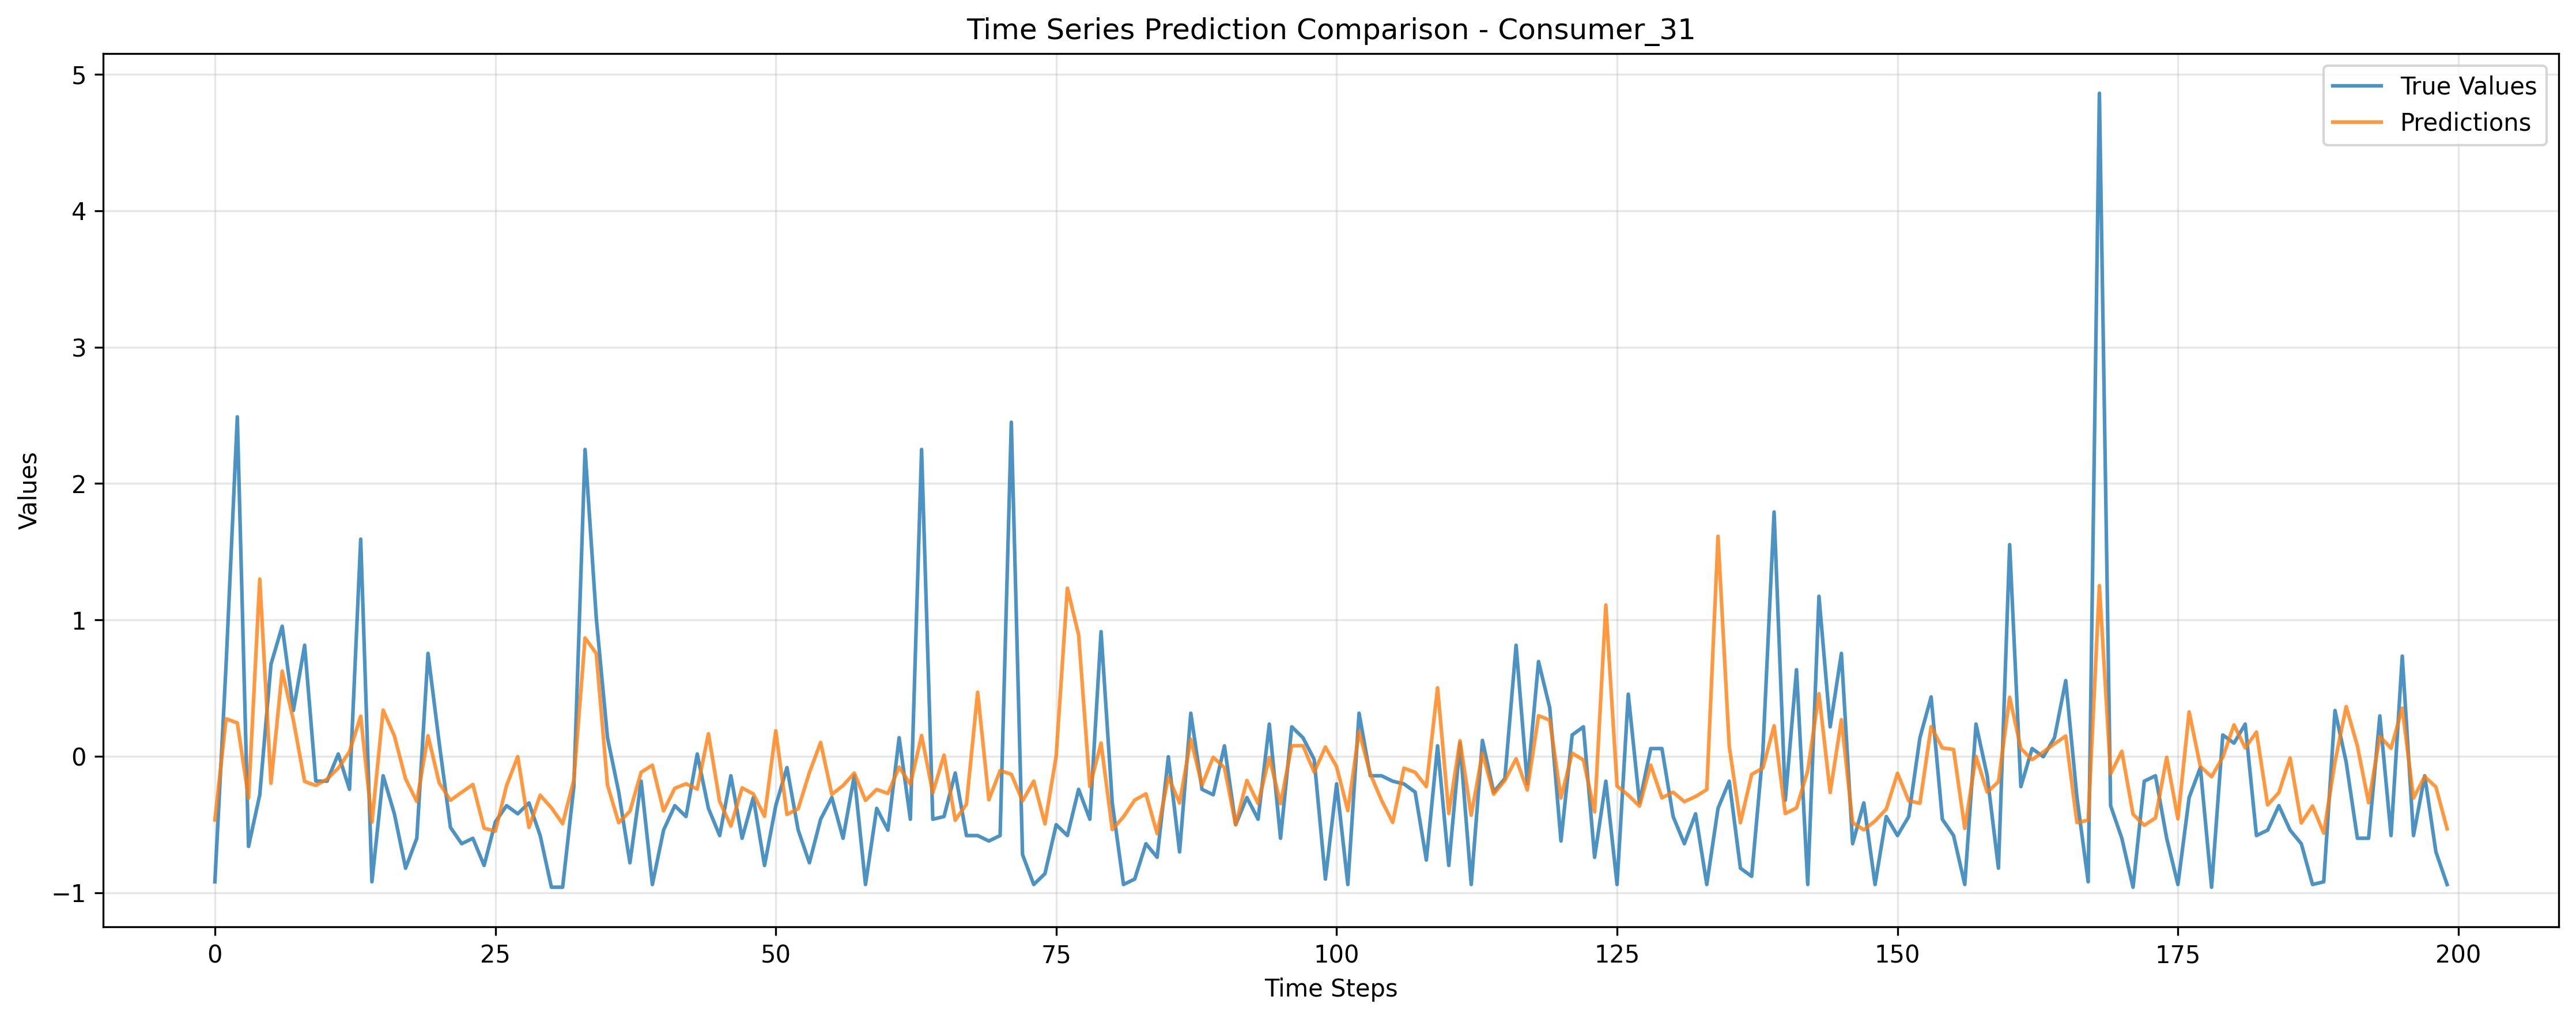 Time Series Prediction Comparison - Consumer_31
True Values
Predictions
Values
5
4
3
2
1
0
−1
0 25 50 75 100 125 150 175 200
Time Steps